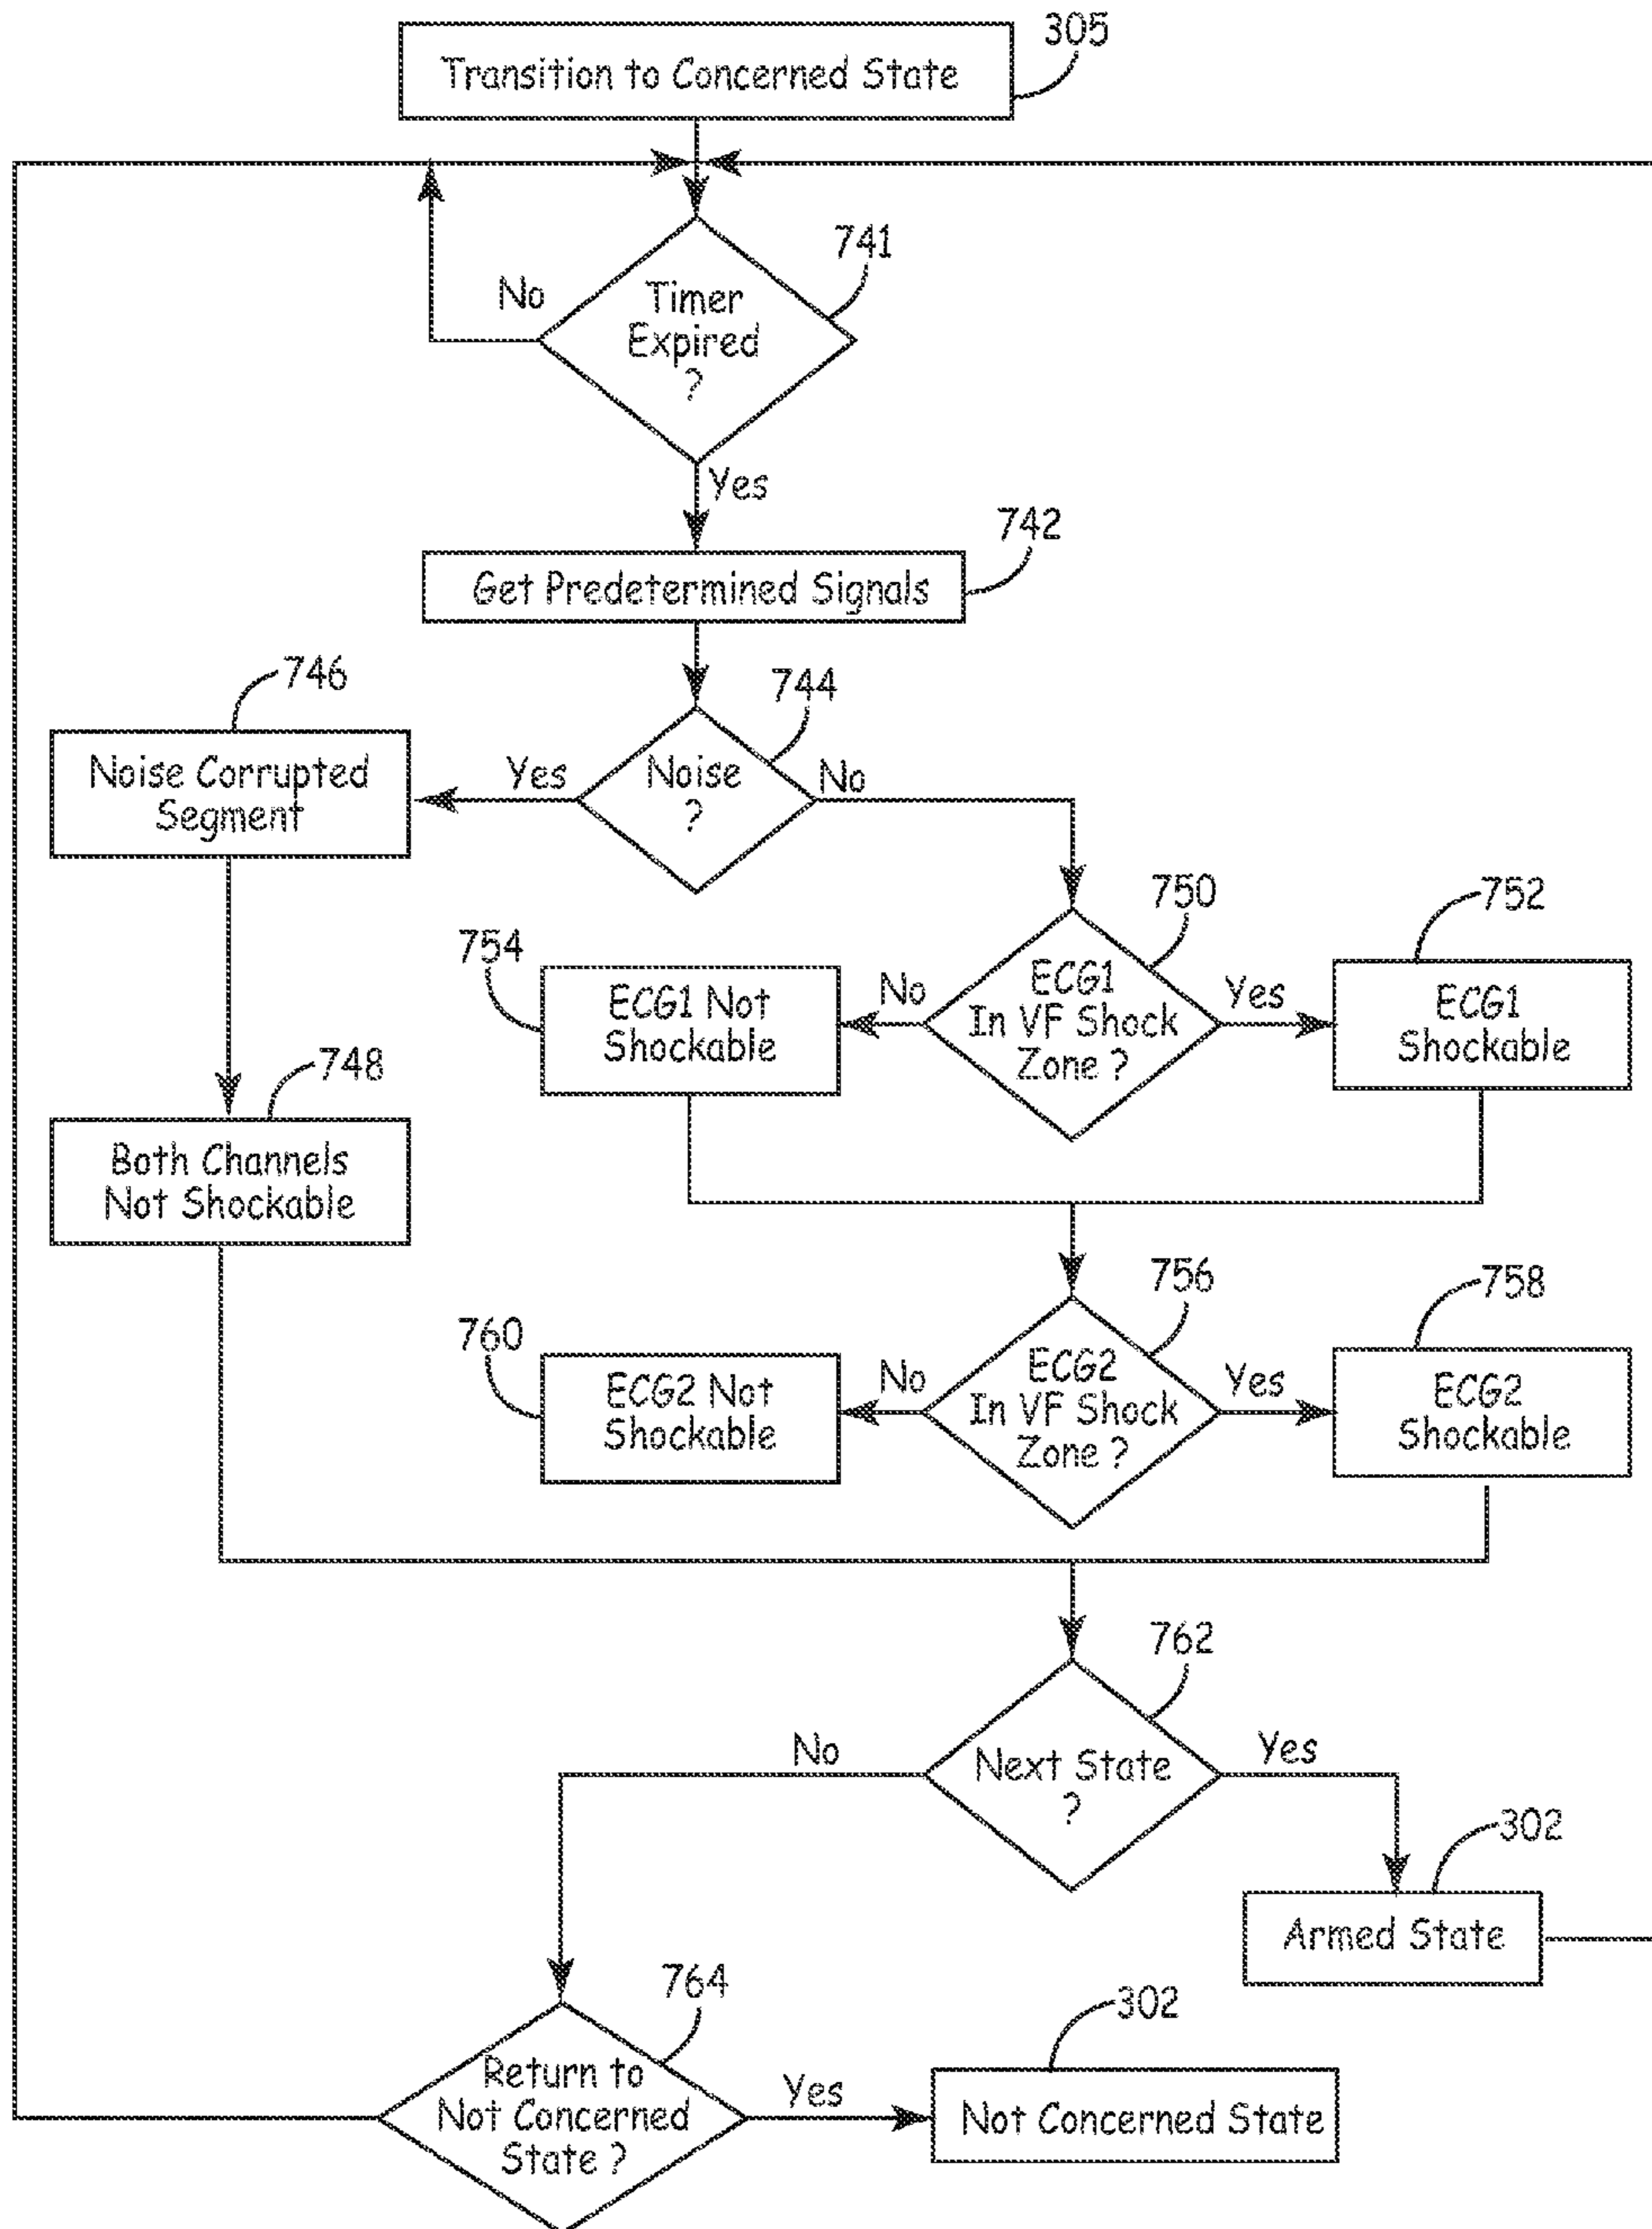 305
Transition to Concerned State
741
No
Timer
Expired
?
Yes
742
Get Predetermined Signals
746
744
Noise Corrupted
Segment
Yes
Noise
?
No
750
752
754
ECG1 Not
Shockable
No
ECG1
In VF Shock
Zone ?
Yes
ECG1
Shockable
748
Both Channels
Not Shockable
756
758
760
ECG2 Not
Shockable
No
ECG2
In VF Shock
Zone ?
Yes
ECG2
Shockable
762
No
Next State
?
Yes
302
Armed State
764
302
Return to
Not Concerned
State ?
Yes
Not Concerned State